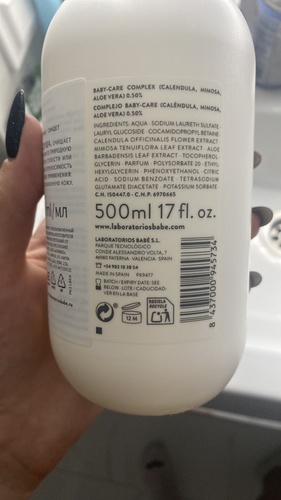 BABY-CARE COMPLEX (CALENDULA, MIMOSA,
ALOE VERA) 0.50%
COMPLEJO BABY-CARE (CALÉNDULA, MIMOSA,
ALOE VERA) 0.50%
INGREDIENTS: AQUA · SODIUM LAURETH SULFATE
LAURYL GLUCOSIDE · COCAMIDOPROPYL BETAINE
CALENDULA OFFICINALIS FLOWER EXTRACT
MIMOSA TENUIFLORA LEAF EXTRACT · ALOE
BARBADENSIS LEAF EXTRACT · TOCOPHEROL·
GLYCERIN · PARFUM · POLYSORBATE 20 · ETHYL
HEXYLGLYCERIN · PHENOXYETHANOL · CITRIC
ACID · SODIUM BENZOATE · TETRASODIUM
GLUTAMATE DIACETATE · POTASSIUM SORBATE
C.N. 150447.0 · C.P.N. 6970665
500ml 17 fl. oz.
www.laboratoriosbabe.com
LABORATORIOS BABÉ S.L.
PARQUE TECNOLÓGICO
CONDE ALESSANDRO VOLTA, 7
46980 PATERNA. VALENCIA. SPAIN
MADE IN SPAIN
BATCH / EXPIRY DATE: SEE
BELOW. LOTE / CADUCIDAD:
VER EN LA BASE
12 M
RECICLA
RECYCLE
8 437000 945734
ОЧИЩАЕТ
ml/мл